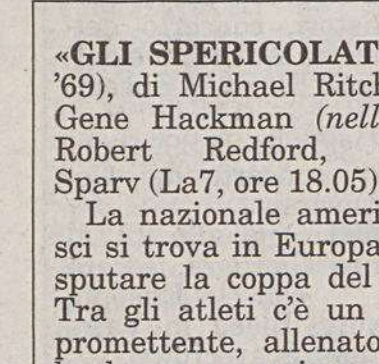 «GLI SPERICOLAT
'69), di Michael Ritch
Gene Hackman (nell
Robert Redford,
Sparv (La7, ore 18.05)
La nazionale ameri
sci si trova in Europa
sputare la coppa del
Tra gli atleti c'è un
promettente, allenato